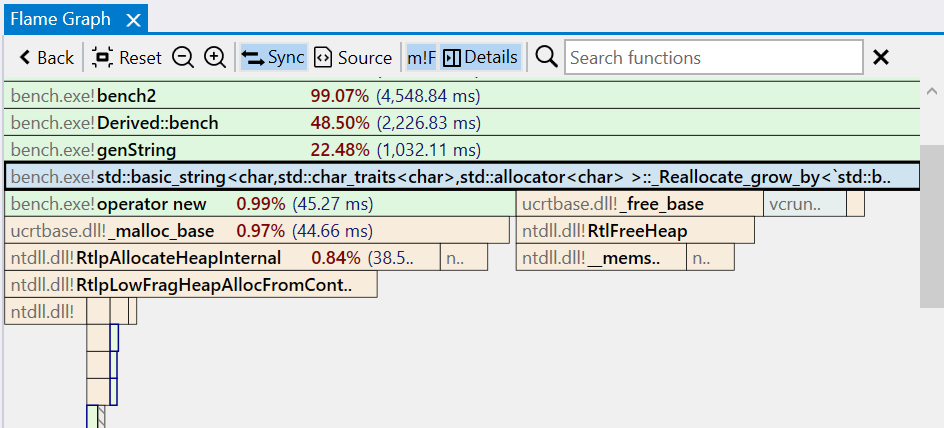 Flame Graph
Back Reset Sync Source m!F Details Search functions
bench.exe!bench2 99.07% (4,548.84 ms)
bench.exe!Derived::bench 48.50% (2,226.83 ms)
bench.exe!genString 22.48% (1,032.11 ms)
bench.exe!std::basic_string<char,std::char_traits<char>,std::allocator<char> >::_Reallocate_grow_by<`std::b..
bench.exe!operator new 0.99% (45.27 ms) ucrtbase.dll!_free_base vcrun..
ucrtbase.dll!_malloc_base 0.97% (44.66 ms) ntdll.dll!RtlFreeHeap
ntdll.dll!RtlpAllocateHeapInternal 0.84% (38.5.. n.. ntdll.dll!__mems.. n..
ntdll.dll!RtlpLowFragHeapAllocFromCont..
ntdll.dll!